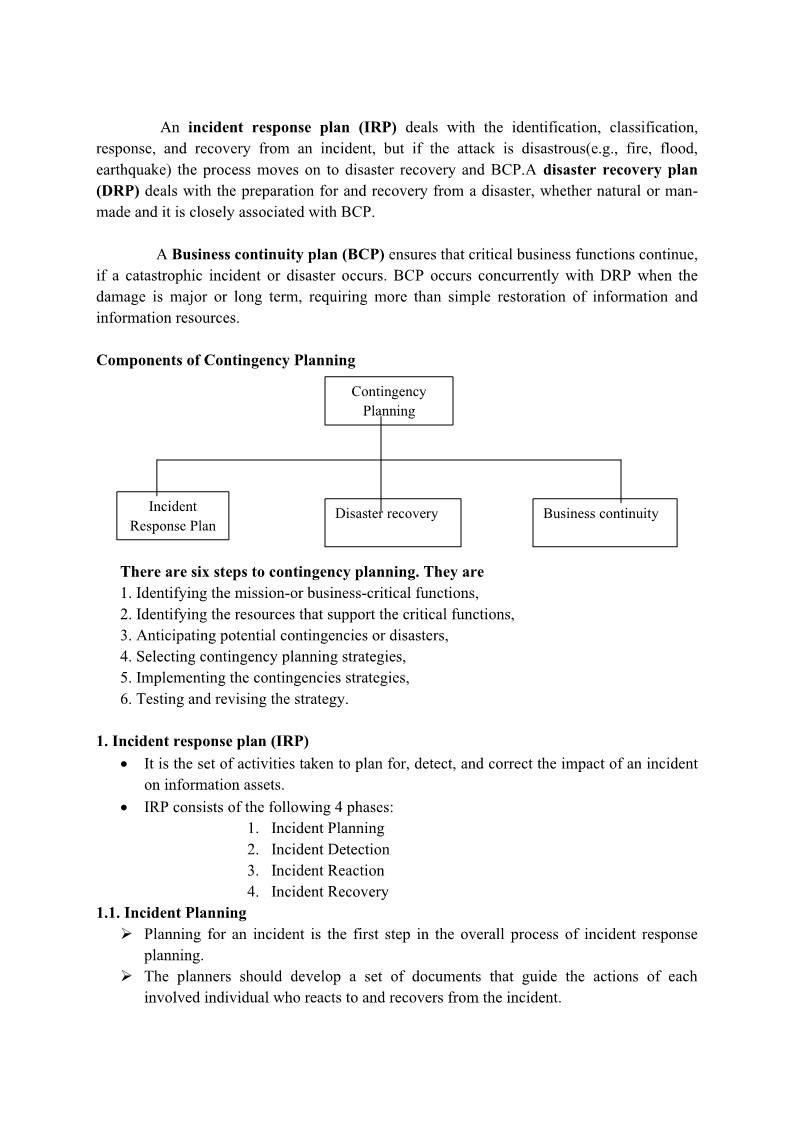 An incident response plan (IRP) deals with the identification, classification,
response, and recovery from an incident, but if the attack is disastrous(e.g., fire, flood,
earthquake) the process moves on to disaster recovery and BCP.A disaster recovery plan
(DRP) deals with the preparation for and recovery from a disaster, whether natural or man-
made and it is closely associated with BCP.
A Business continuity plan (BCP) ensures that critical business functions continue,
if a catastrophic incident or disaster occurs. BCP occurs concurrently with DRP when the
damage is major or long term, requiring more than simple restoration of information and
information resources.
Components of Contingency Planning
Contingency
Planning
Incident
Response Plan
Disaster recovery
Business continuity
There are six steps to contingency planning. They are
1. Identifying the mission-or business-critical functions,
2. Identifying the resources that support the critical functions,
3. Anticipating potential contingencies or disasters,
4. Selecting contingency planning strategies,
5. Implementing the contingencies strategies,
6. Testing and revising the strategy.
1. Incident response plan (IRP)
• It is the set of activities taken to plan for, detect, and correct the impact of an incident
on information assets.
• IRP consists of the following 4 phases:
1. Incident Planning
2. Incident Detection
3. Incident Reaction
4. Incident Recovery
1.1. Incident Planning
➢ Planning for an incident is the first step in the overall process of incident response
planning.
➢ The planners should develop a set of documents that guide the actions of each
involved individual who reacts to and recovers from the incident.